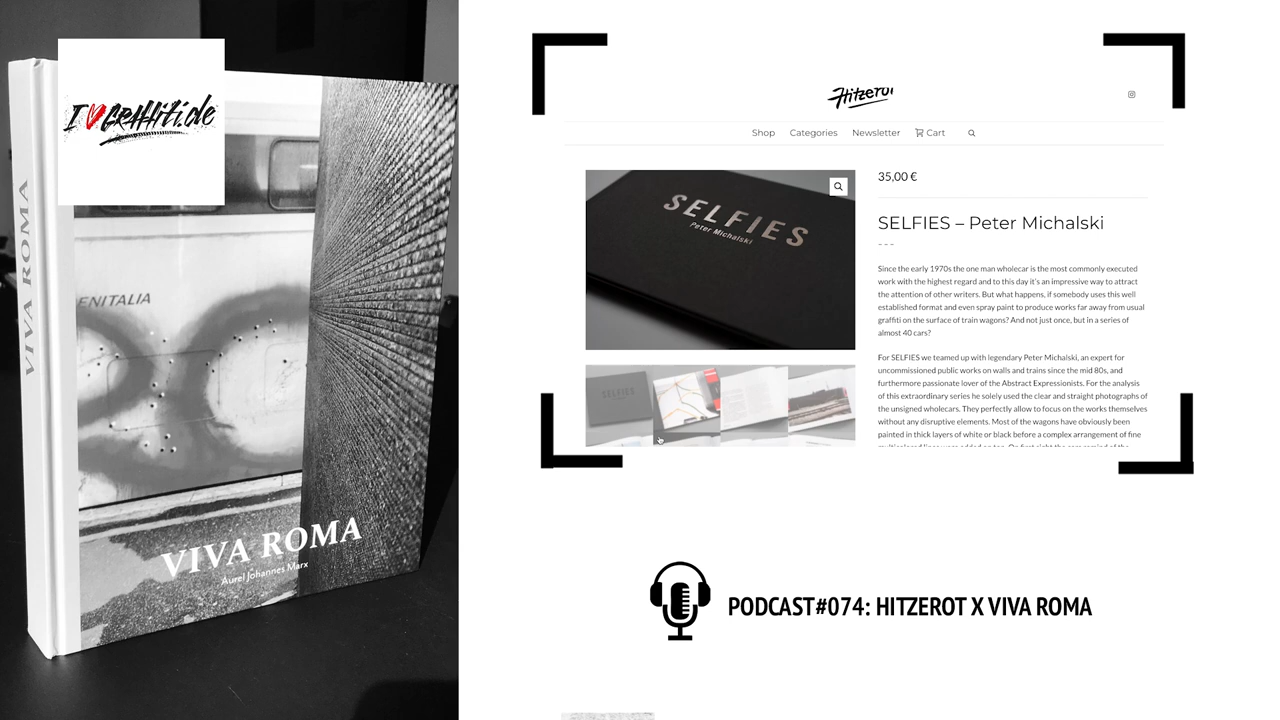 I ❤ GRAFFITI.de
VIVA ROMA
ENITALIA
VIVA ROMA
Aurel Johannes Marx
Hitzerot
Shop Categories Newsletter Cart
SELFIES
Peter Michalski
35,00 €
SELFIES – Peter Michalski
– – –
Since the early 1970s the one man wholecar is the most commonly executed
work with the highest regard and to this day it's an impressive way to attract
the attention of other writers. But what happens, if somebody uses this well
established format and even spray paint to produce works far away from usual
graffiti on the surface of train wagons? And not just once, but in a series of
almost 40 cars?
For SELFIES we teamed up with legendary Peter Michalski, an expert for
uncommissioned public works on walls and trains since the mid 80s, and
furthermore passionate lover of the Abstract Expressionists. For the analysis
of this extraordinary series he solely used the clear and straight photographs of
the unsigned wholecars. They perfectly allow to focus on the works themselves
without any disruptive elements. Most of the wagons have obviously been
painted in thick layers of white or black before a complex arrangement of fine
PODCAST#074: HITZEROT X VIVA ROMA